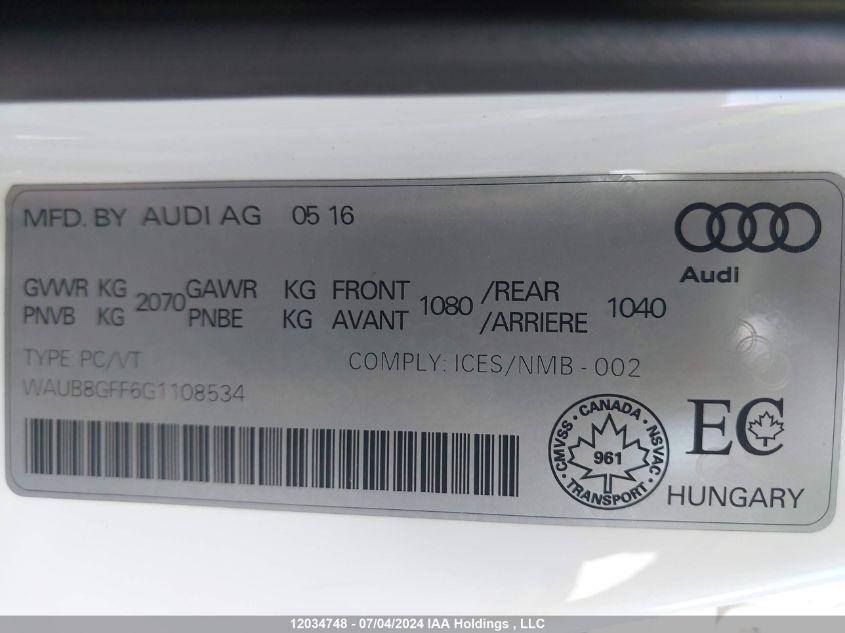 MFD. BY AUDI AG 05 16
Audi
GVWR KG 2070 GAWR KG FRONT 1080 /REAR 1040
PNVB KG PNBE KG AVANT /ARRIERE
TYPE: PC/VT COMPLY: ICES/NMB - 002
WAUB8GFF6G1108534
CMVSS · CANADA · NSVAC
961
TRANSPORT
EC
HUNGARY
12034748 - 07/04/2024 IAA Holdings , LLC